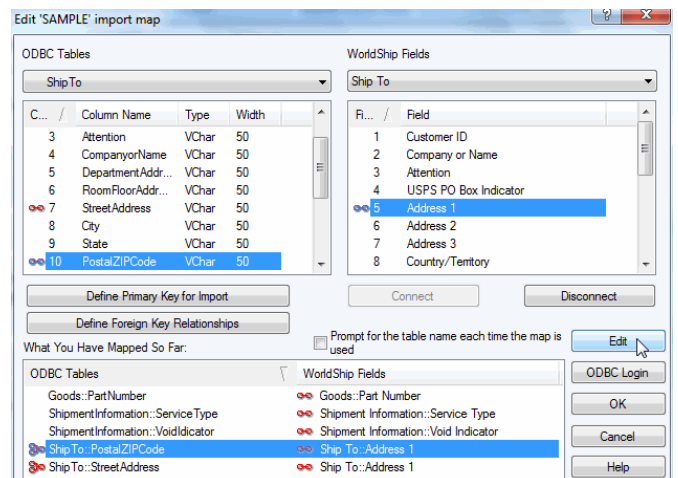 Edit 'SAMPLE' import map
ODBC Tables
WorldShip Fields
ShipTo
Ship To
C... / Column Name Type Width
Fi... / Field
3 Attention VChar 50
4 CompanyorName VChar 50
5 DepartmentAddr... VChar 50
6 RoomFloorAddr... VChar 50
7 StreetAddress VChar 50
8 City VChar 50
9 State VChar 50
10 PostalZIPCode VChar 50
1 Customer ID
2 Company or Name
3 Attention
4 USPS PO Box Indicator
5 Address 1
6 Address 2
7 Address 3
8 Country/Territory
Define Primary Key for Import
Connect
Disconnect
Define Foreign Key Relationships
What You Have Mapped So Far:
Prompt for the table name each time the map is
used
Edit
ODBC Tables
WorldShip Fields
Goods::PartNumber Goods::Part Number
ShipmentInformation::ServiceType Shipment Information::Service Type
ShipmentInformation::VoidIdicator Shipment Information::Void Indicator
ShipTo::PostalZIPCode Ship To::Address 1
ShipTo::StreetAddress Ship To::Address 1
ODBC Login
OK
Cancel
Help